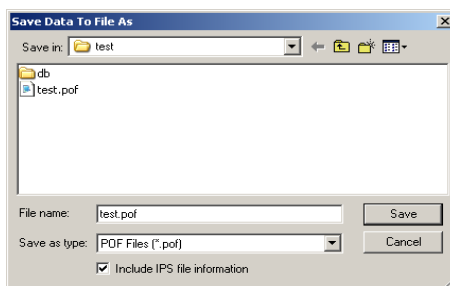 Save Data To File As
Save in: test
db
test.pof
File name: test.pof Save
Save as type: POF Files (*.pof) Cancel
Include IPS file information